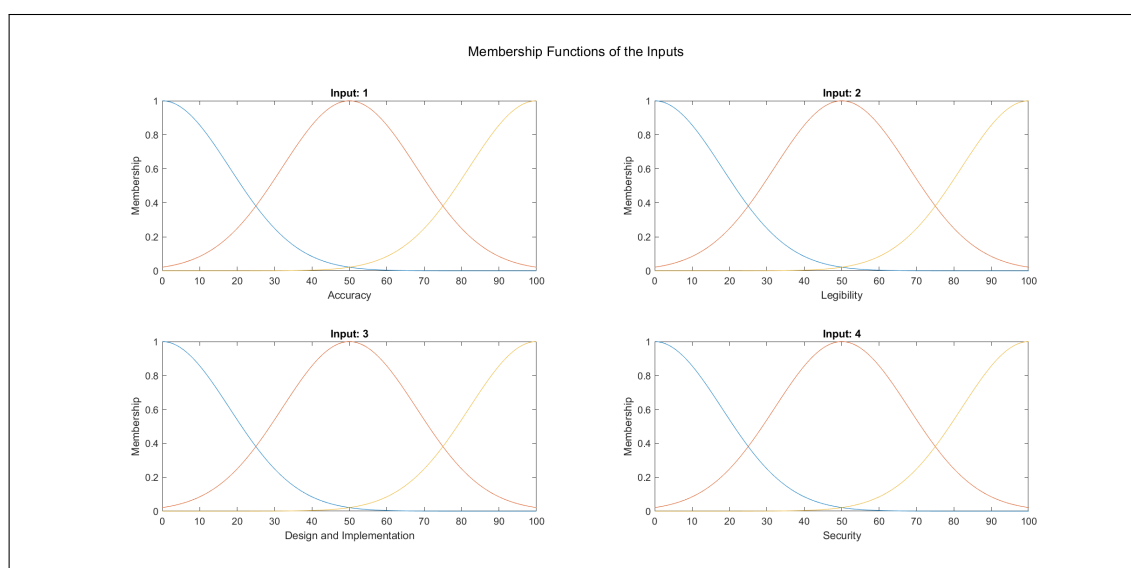 Membership Functions of the Inputs
Input: 1
1
0.8
0.6
0.4
0.2
0
Membership
0 10 20 30 40 50 60 70 80 90 100
Accuracy
Input: 2
1
0.8
0.6
0.4
0.2
0
Membership
0 10 20 30 40 50 60 70 80 90 100
Legibility
Input: 3
1
0.8
0.6
0.4
0.2
0
Membership
0 10 20 30 40 50 60 70 80 90 100
Design and Implementation
Input: 4
1
0.8
0.6
0.4
0.2
0
Membership
0 10 20 30 40 50 60 70 80 90 100
Security